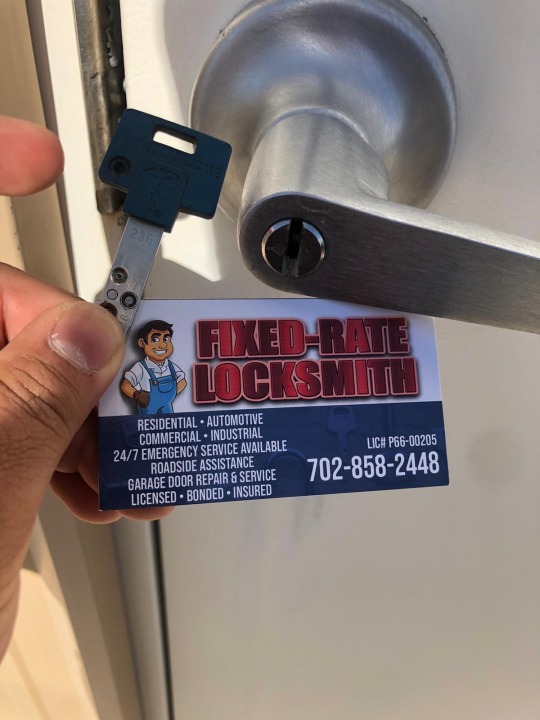 236
FIXED-RATE
LOCKSMITH
RESIDENTIAL • AUTOMOTIVE
COMMERCIAL • INDUSTRIAL
24/7 EMERGENCY SERVICE AVAILABLE
ROADSIDE ASSISTANCE
GARAGE DOOR REPAIR & SERVICE
LICENSED • BONDED • INSURED
LIC# P66-00205
702-858-2448